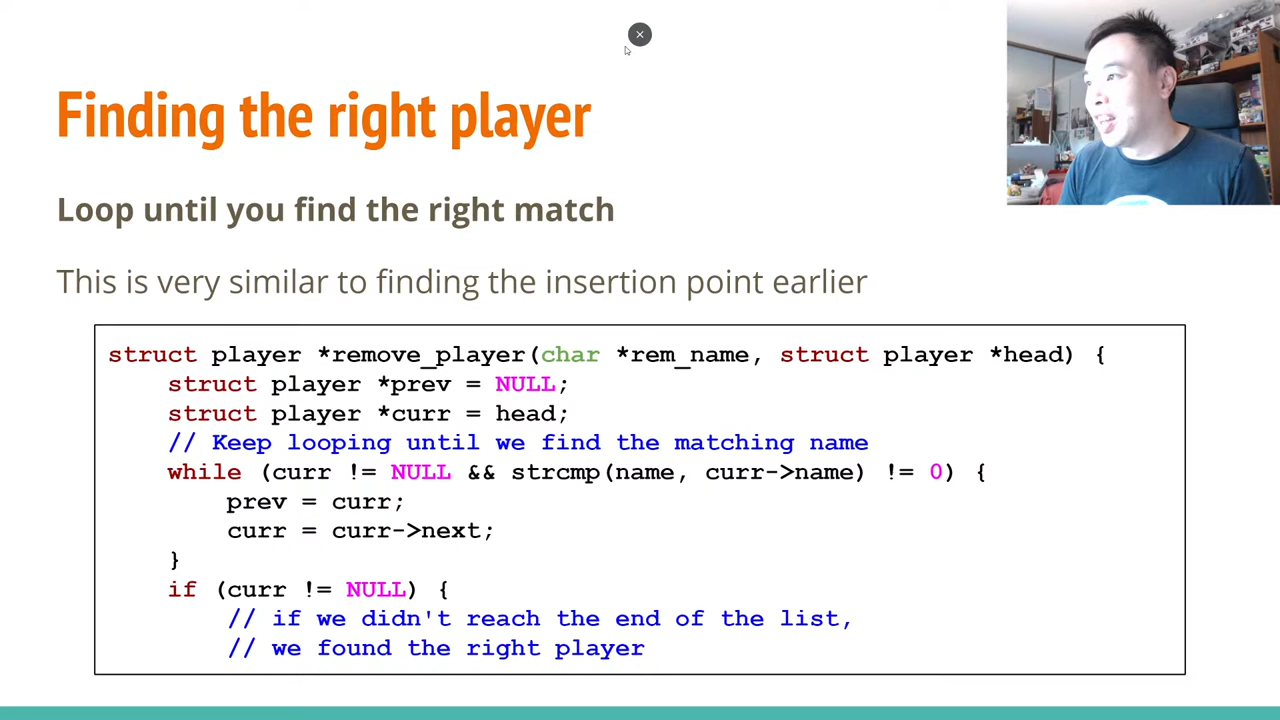 Finding the right player
Loop until you find the right match
This is very similar to finding the insertion point earlier
struct player *remove_player(char *rem_name, struct player *head) {
    struct player *prev = NULL;
    struct player *curr = head;
    // Keep looping until we find the matching name
    while (curr != NULL && strcmp(name, curr->name) != 0) {
        prev = curr;
        curr = curr->next;
    }
    if (curr != NULL) {
        // if we didn't reach the end of the list,
        // we found the right player